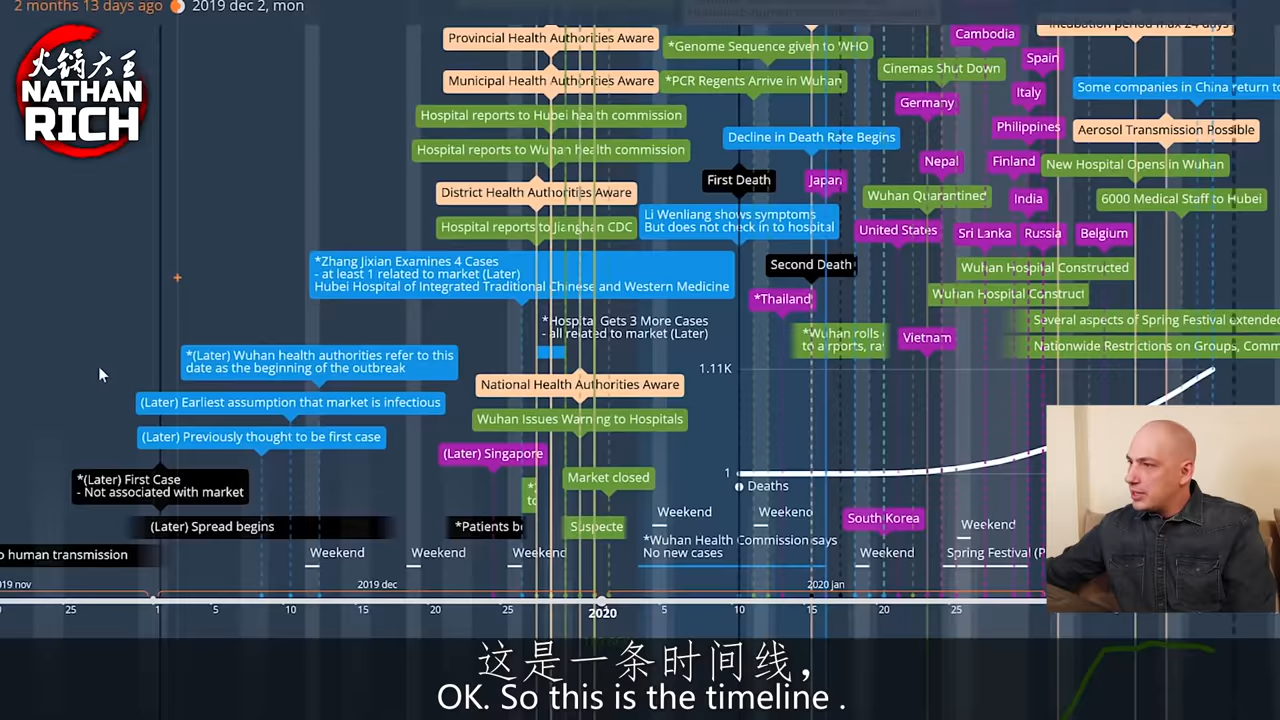 2 months 13 days ago 2019 dec 2, mon
火锅大王
NATHAN
RICH
Provincial Health Authorities Aware
*Genome Sequence given to WHO
Cambodia
Incubation period max 24 days
Spain
Cinemas Shut Down
Municipal Health Authorities Aware
*PCR Regents Arrive in Wuhan
Italy
Some companies in China return to
Germany
Hospital reports to Hubei health commission
Philippines
Aerosol Transmission Possible
Decline in Death Rate Begins
Hospital reports to Wuhan health commission
Nepal
Finland
New Hospital Opens in Wuhan
First Death
Japan
District Health Authorities Aware
Wuhan Quarantined
India
6000 Medical Staff to Hubei
Li Wenliang shows symptoms
But does not check in to hospital
Hospital reports to Jianghan CDC
United States
Sri Lanka
Russia
Belgium
*Zhang Jixian Examines 4 Cases
- at least 1 related to market (Later)
Hubei Hospital of Integrated Traditional Chinese and Western Medicine
Second Death
Wuhan Hospital Constructed
*Thailand
Wuhan Hospital Construct
*Hospital Gets 3 More Cases
- all related to market (Later)
Several aspects of Spring Festival extended
*Wuhan rolls
to airports, ra
Vietnam
Nationwide Restrictions on Groups, Comm
*(Later) Wuhan health authorities refer to this
date as the beginning of the outbreak
1.11K
National Health Authorities Aware
(Later) Earliest assumption that market is infectious
Wuhan Issues Warning to Hospitals
(Later) Previously thought to be first case
(Later) Singapore
*(Later) First Case
- Not associated with market
Market closed
1
Deaths
to
(Later) Spread begins
*Patients be
Suspecte
Weekend
Weekend
South Korea
Weekend
*Wuhan Health Commission says
No new cases
o human transmission
Weekend
Weekend
Weekend
Weekend
Spring Festival (P
019 nov
2019 dec
2020 jan
25
1
5
10
15
20
25
2020
5
10
15
20
25
这是一条时间线，
OK. So this is the timeline .